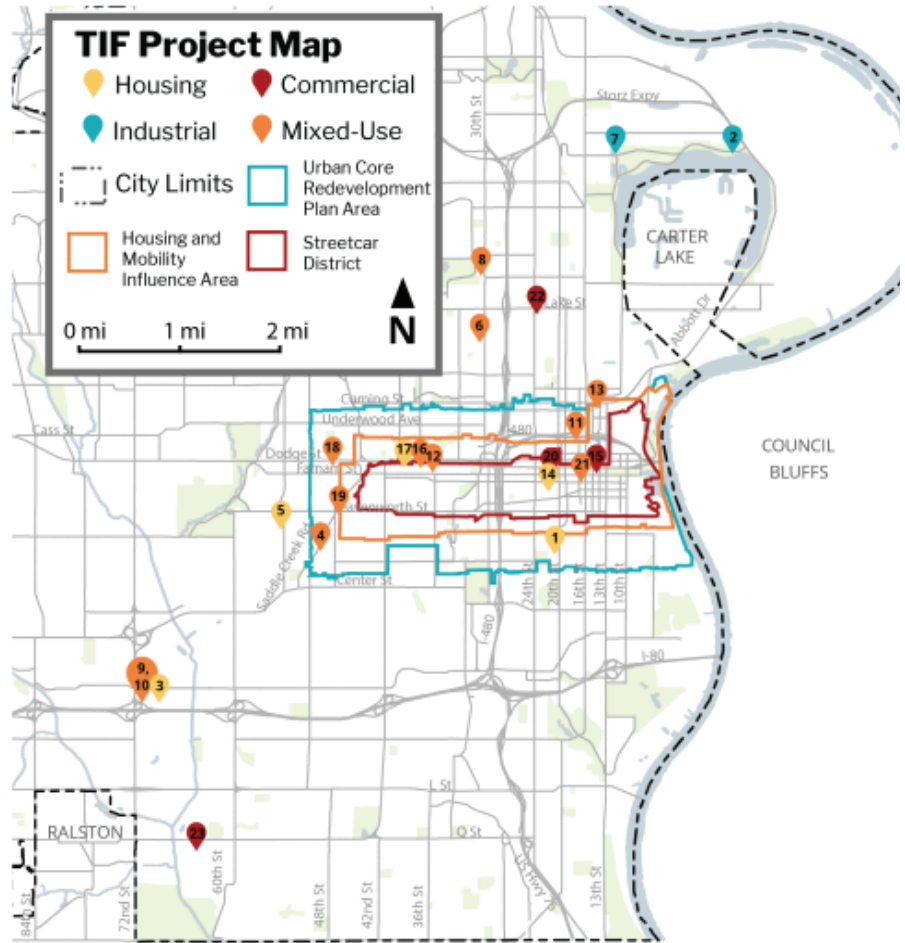 TIF Project Map
Housing
Commercial
Industrial
Mixed-Use
City Limits
Urban Core
Redevelopment
Plan Area
Housing and
Mobility
Influence Area
Streetcar
District
0 mi
1 mi
2 mi
N
30th St
Storz Expy
7
2
CARTER
LAKE
8
22
Lake St
6
Abbott Dr
13
Cuming St
Underwood Ave
11
I-480
Cass St
18
17
16
12
20
15
21
14
Dodge St
Farnam St
COUNCIL
BLUFFS
19
Leavenworth St
5
4
1
Saddle Creek Rd
Center St
24th St
20th St
16th St
13th St
10th St
I-480
I-80
9,
10
3
L St
RALSTON
23
Q St
84th St
72nd St
60th St
48th St
42nd St
36th St
US Hwy 75
13th St